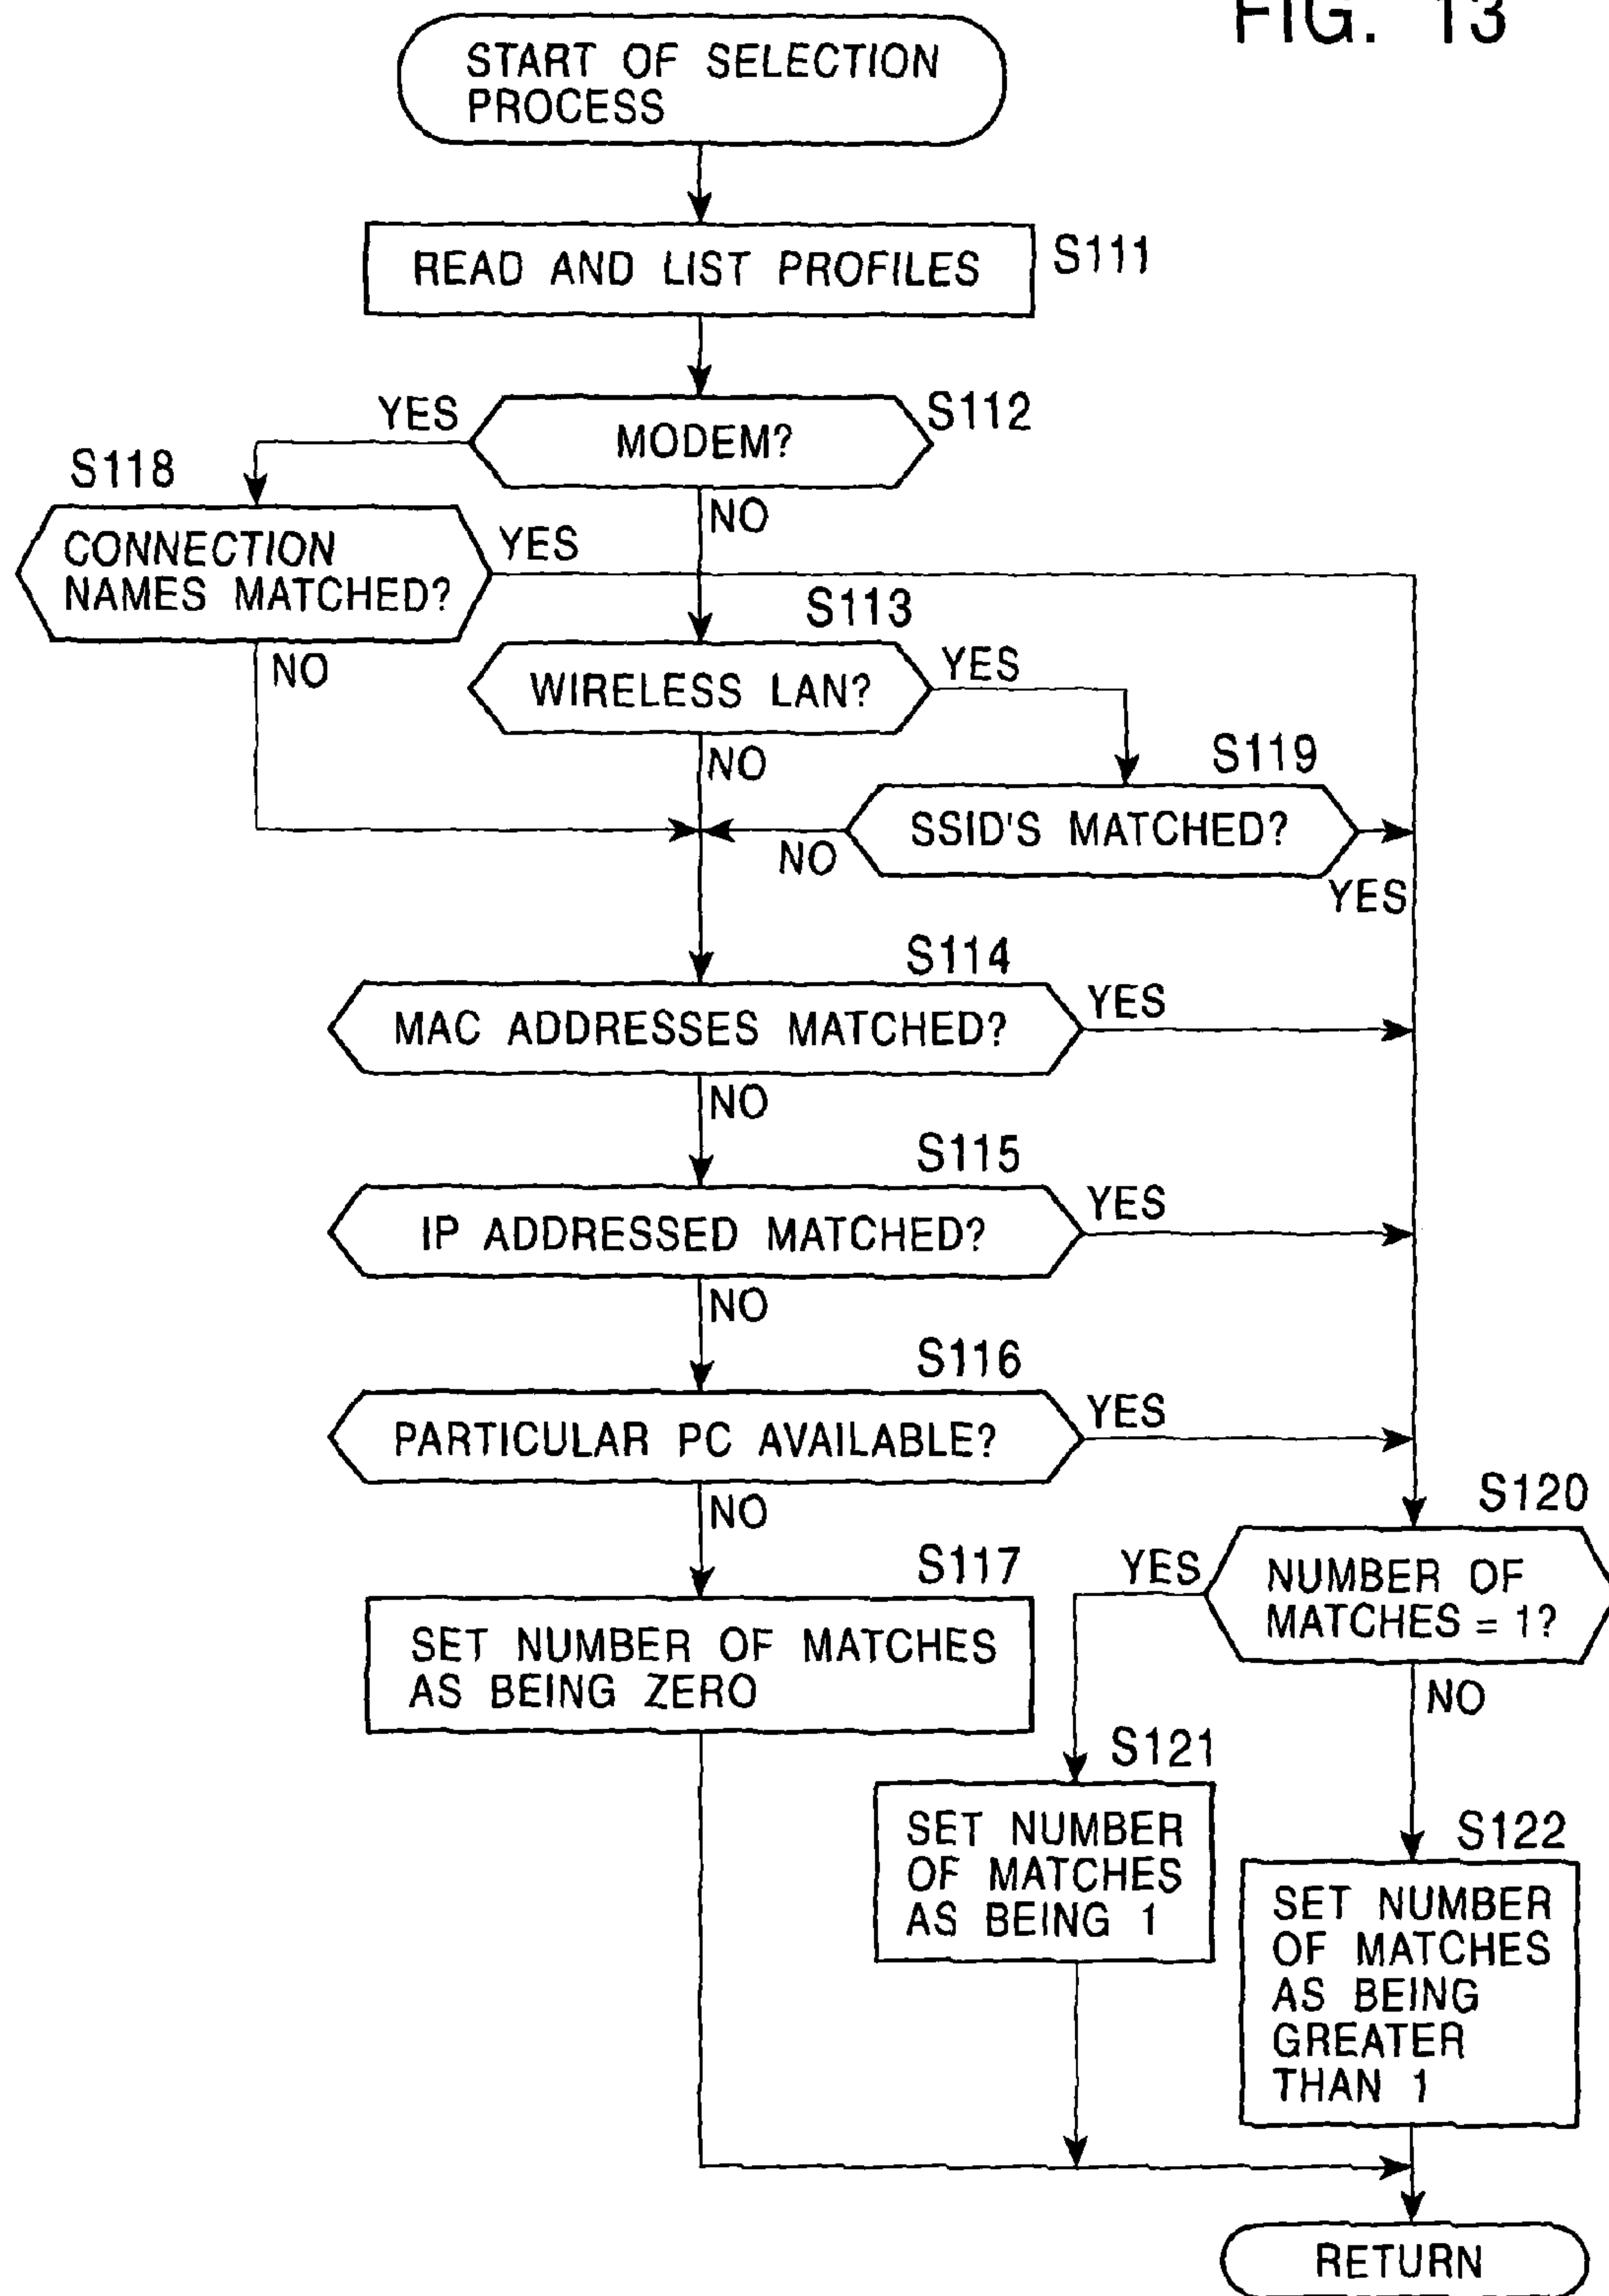 FIG. 13
START OF SELECTION
PROCESS
READ AND LIST PROFILES
S111
YES
S112
MODEM?
S118
NO
CONNECTION
NAMES MATCHED?
YES
S113
NO
WIRELESS LAN?
YES
NO
S119
SSID'S MATCHED?
NO
YES
S114
MAC ADDRESSES MATCHED?
YES
NO
S115
IP ADDRESSED MATCHED?
YES
NO
S116
PARTICULAR PC AVAILABLE?
YES
NO
S120
YES
NUMBER OF
MATCHES = 1?
S117
SET NUMBER OF MATCHES
AS BEING ZERO
NO
S121
SET NUMBER
OF MATCHES
AS BEING 1
S122
SET NUMBER
OF MATCHES
AS BEING
GREATER
THAN 1
RETURN